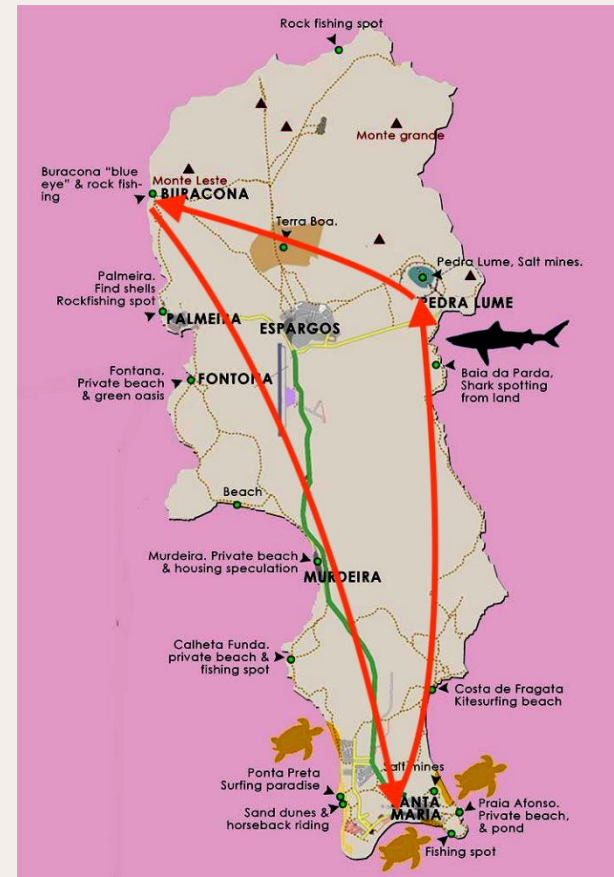 Rock fishing spot
Monte grande
Buracona "blue
eye" & rock fish-
ing
Monte Leste
BURACONA
Terra Boa.
Pedra Lume, Salt mines.
PEDRA LUME
Palmeira.
Find shells
Rockfishing spot
PALMEIRA
ESPARGOS
Baia da Parda,
Shark spotting
from land
Fontana.
Private beach
& green oasis
FONTONA
Beach
Murdeira. Private beach
& housing speculation
MURDEIRA
Calheta Funda.
private beach &
fishing spot
Costa de Fragata
Kitesurfing beach
Ponta Preta
Surfing paradise
Sand dunes &
horseback riding
Salt mines
SANTA
MARIA
Praia Afonso.
Private beach,
& pond
Fishing spot